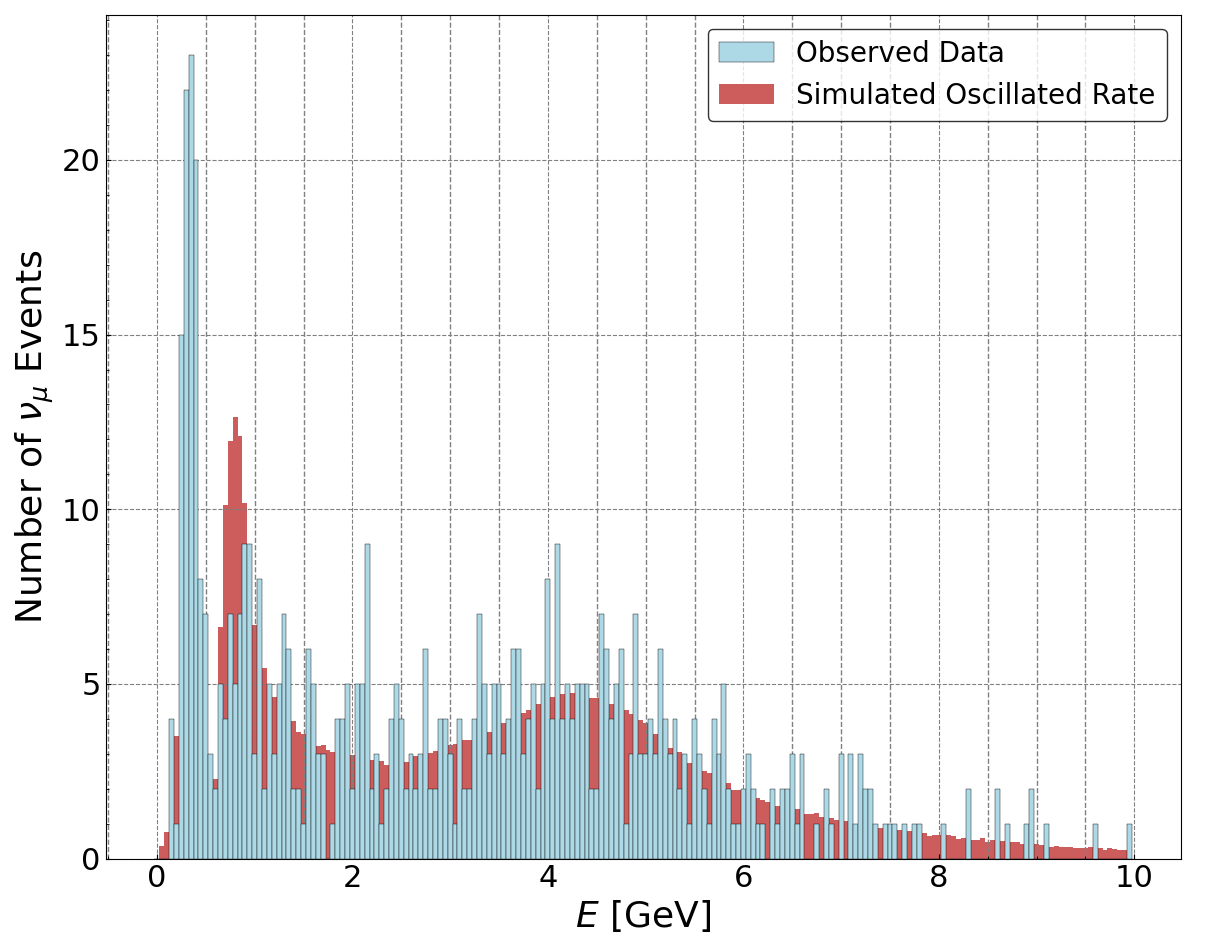 Observed Data
Simulated Oscillated Rate
Number of νμ Events
20
15
10
5
0
0 2 4 6 8 10
E [GeV]